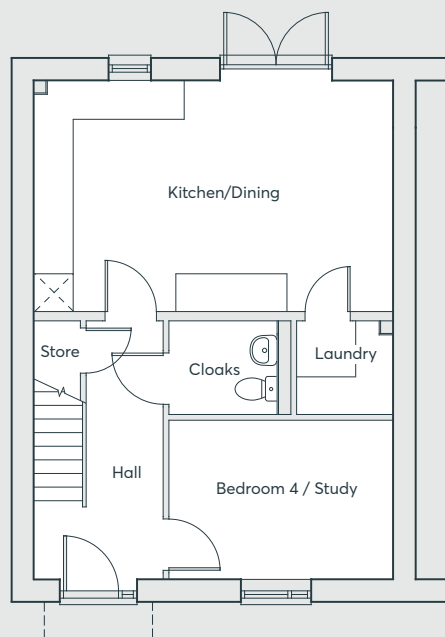 Kitchen/Dining
Store
Cloaks
Laundry
Hall
Bedroom 4 / Study